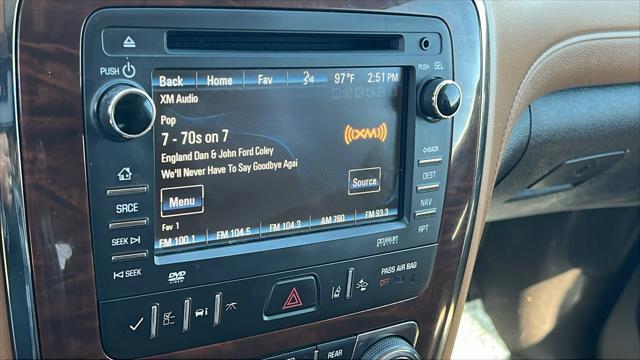 PUSH
PUSH SEL
Back Home Fav 97°F 2:51 PM
XM Audio
Pop
7 - 70s on 7
England Dan & John Ford Coley
We'll Never Have To Say Goodbye Agai
XM
Menu
Source
Fav 1
FM 100.1 FM 104.5 FM 104.3 AM 760 FM 93.3
SRCE
SEEK
SEEK
BACK
DEST
NAV
RPT
DVD
PASS AIR BAG
OFF
REAR